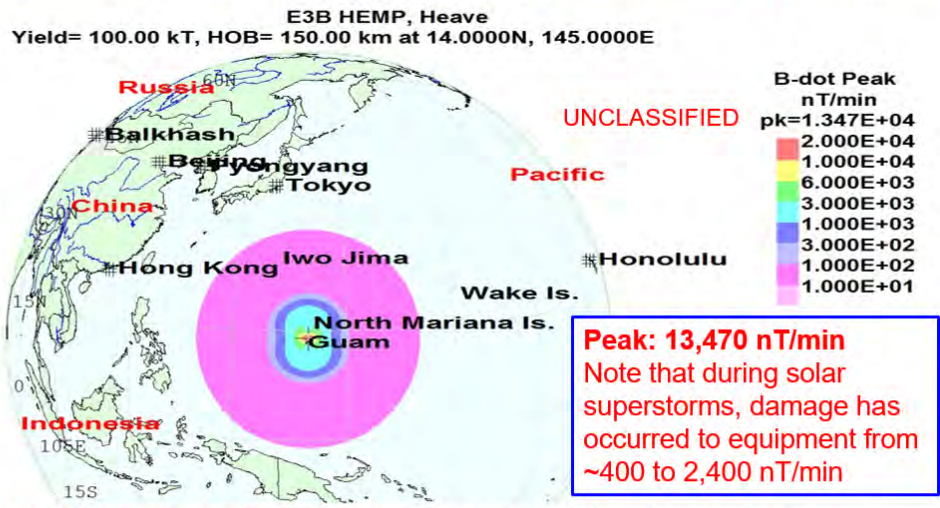 E3B HEMP, Heave
Yield= 100.00 kT, HOB= 150.00 km at 14.0000N, 145.0000E
B-dot Peak
nT/min
pk=1.347E+04
2.000E+04
1.000E+04
6.000E+03
3.000E+03
1.000E+03
3.000E+02
1.000E+02
1.000E+01
UNCLASSIFIED
60N
Russia
Balkhash
Beijing
Pyongyang
Tokyo
Pacific
China
30N
Hong Kong
Iwo Jima
Honolulu
Wake Is.
15N
North Mariana Is.
Guam
0
Indonesia
105E
15S
Peak: 13,470 nT/min
Note that during solar
superstorms, damage has
occurred to equipment from
~400 to 2,400 nT/min